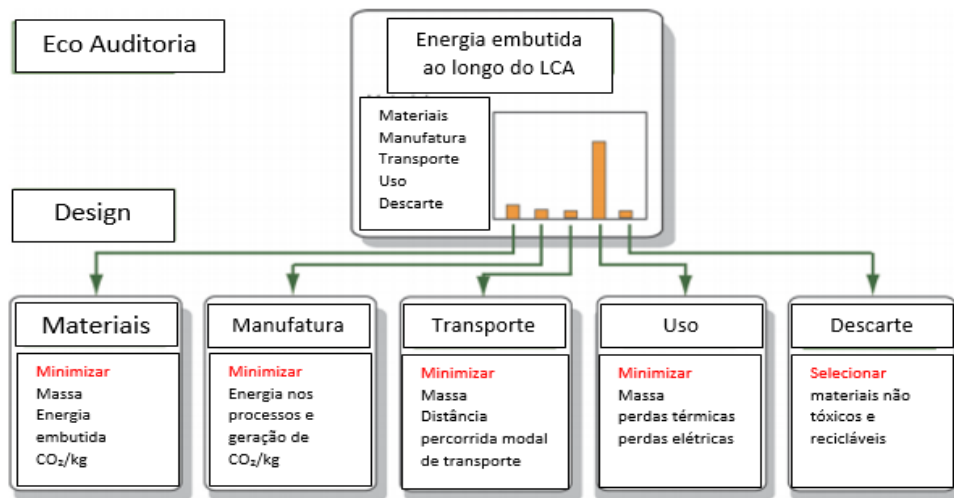 Eco Auditoria
Energia embutida
ao longo do LCA
Materiais
Manufatura
Transporte
Uso
Descarte
Design
Materiais
Minimizar
Massa
Energia
embutida
CO₂/kg
Manufatura
Minimizar
Energia nos
processos e
geração de
CO₂/kg
Transporte
Minimizar
Massa
Distância
percorrida modal
de transporte
Uso
Minimizar
Massa
perdas térmicas
perdas elétricas
Descarte
Selecionar
materiais não
tóxicos e
recicláveis